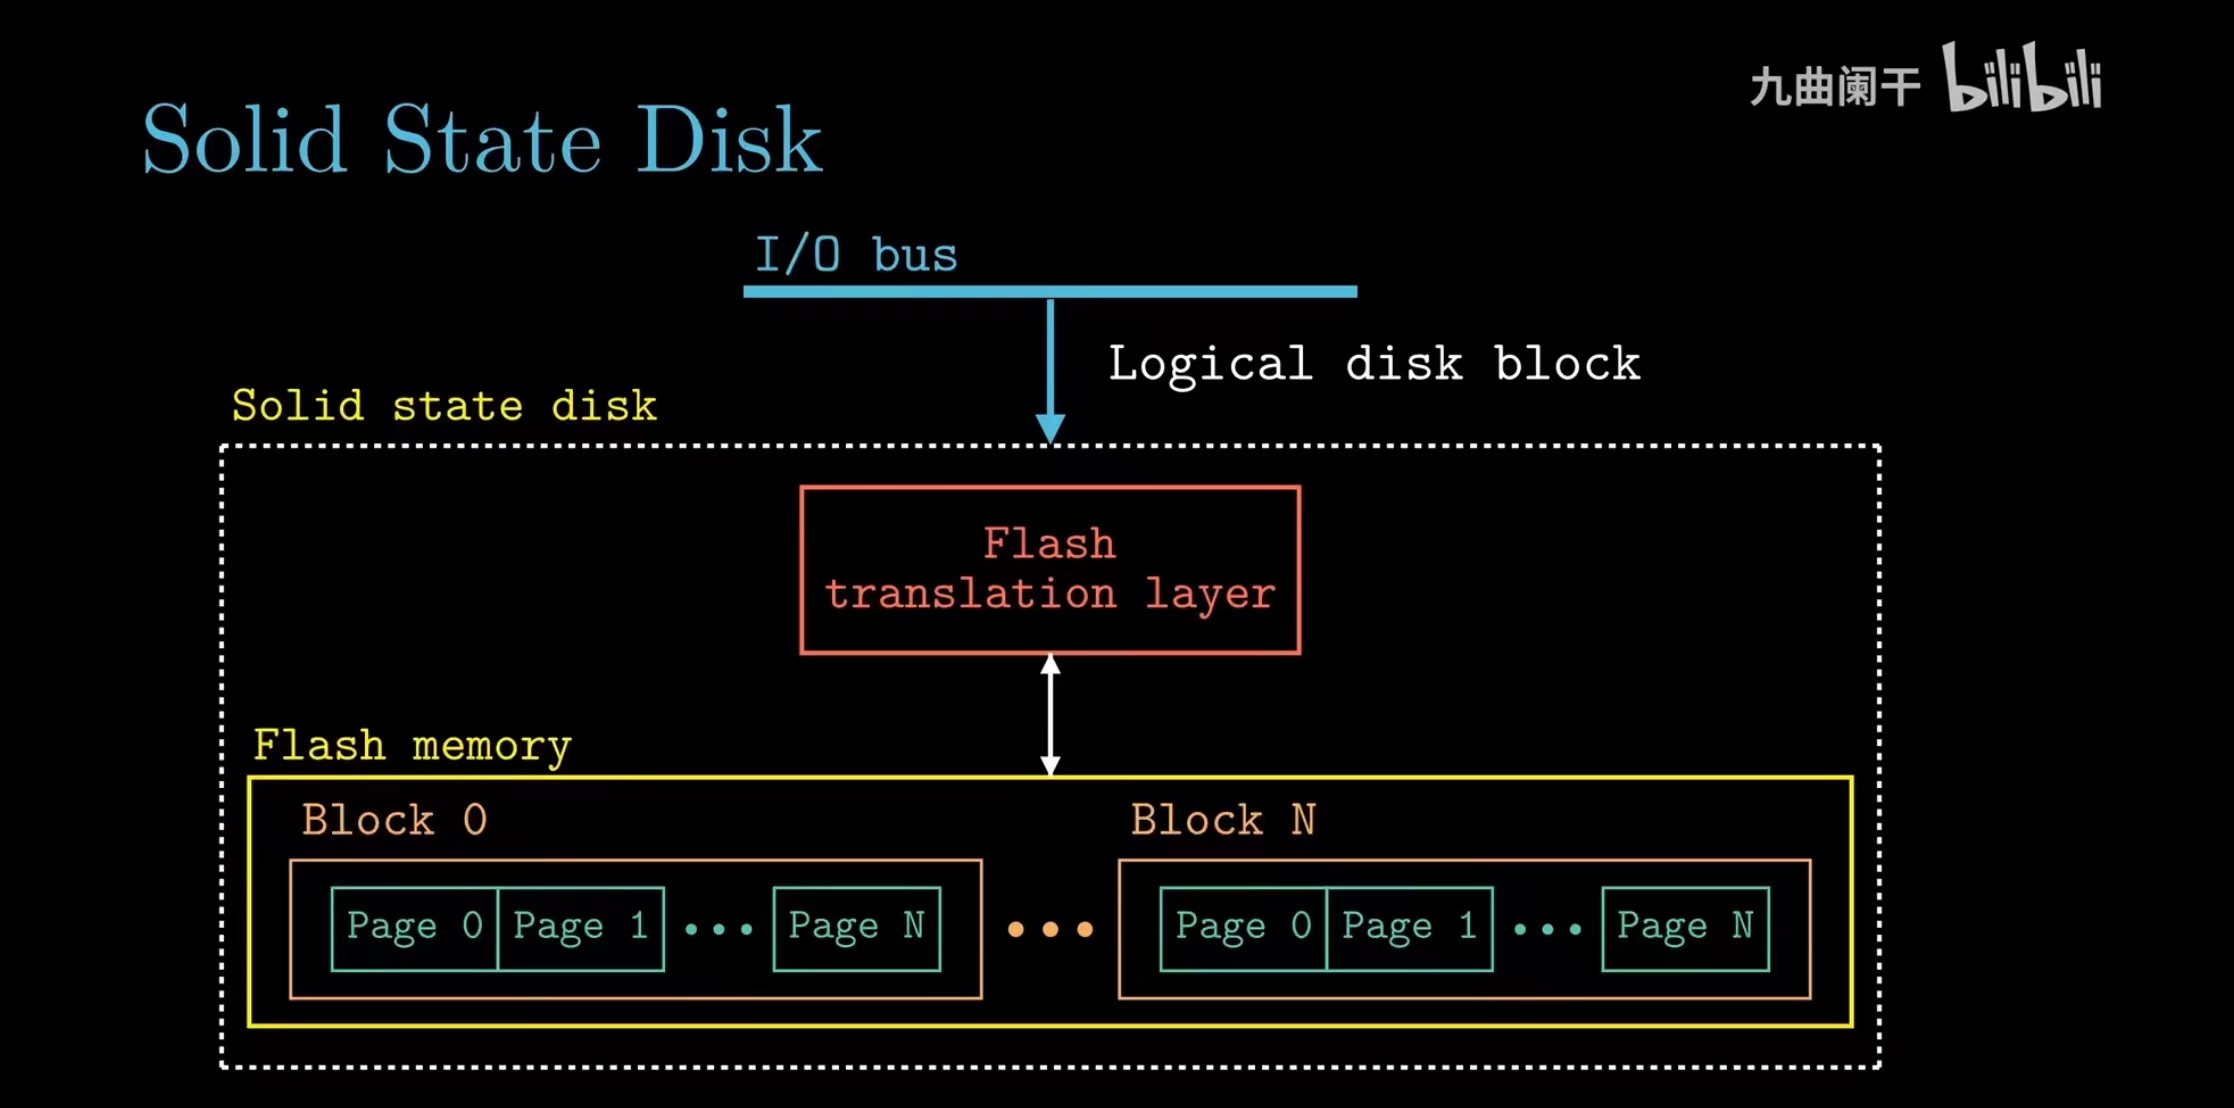 九曲阑干 bilibili
Solid State Disk
I/O bus
Logical disk block
Solid state disk
Flash
translation layer
Flash memory
Block 0
Block N
Page 0 Page 1 ••• Page N ••• Page 0 Page 1 ••• Page N